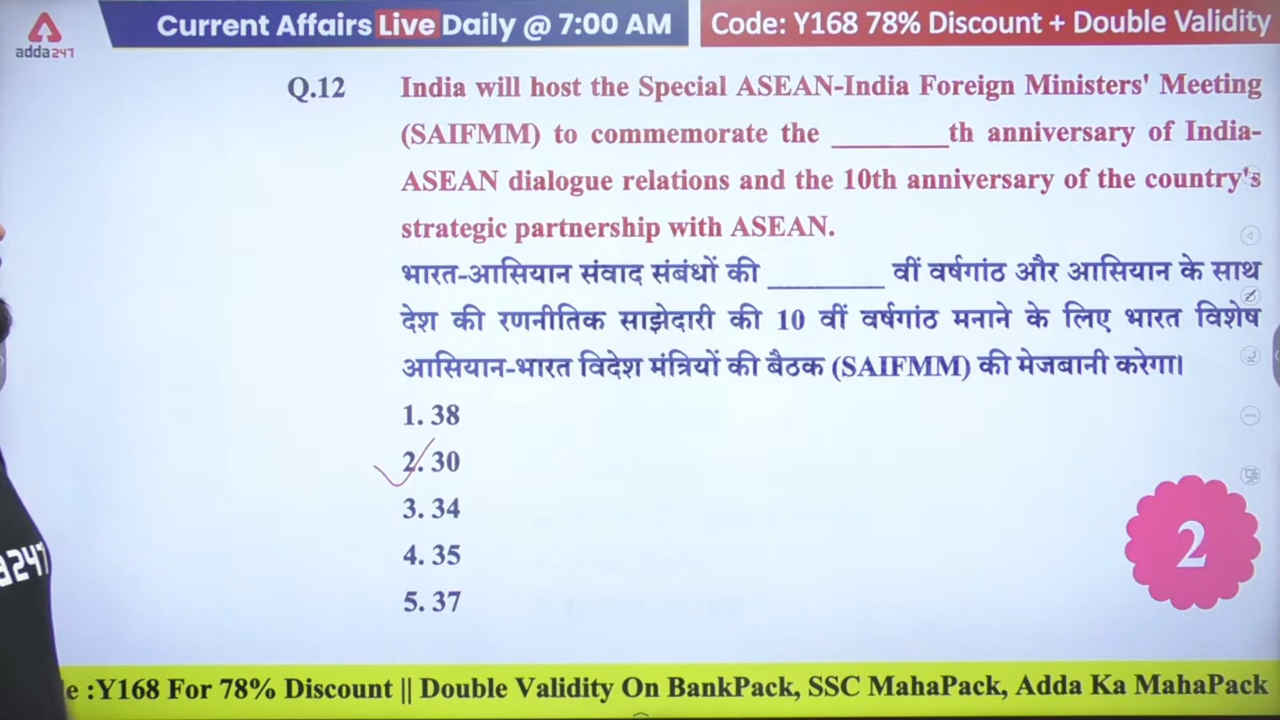 Current Affairs Live Daily @ 7:00 AM
Code: Y168 78% Discount + Double Validity
adda247
Q.12
India will host the Special ASEAN-India Foreign Ministers' Meeting
(SAIFMM) to commemorate the ________th anniversary of India-
ASEAN dialogue relations and the 10th anniversary of the country's
strategic partnership with ASEAN.
भारत-आसियान संवाद संबंधों की ________ वीं वर्षगांठ और आसियान के साथ
देश की रणनीतिक साझेदारी की 10 वीं वर्षगांठ मनाने के लिए भारत विशेष
आसियान-भारत विदेश मंत्रियों की बैठक (SAIFMM) की मेजबानी करेगा।
1. 38
2. 30
3. 34
4. 35
5. 37
2
a247
e :Y168 For 78% Discount || Double Validity On BankPack, SSC MahaPack, Adda Ka MahaPack